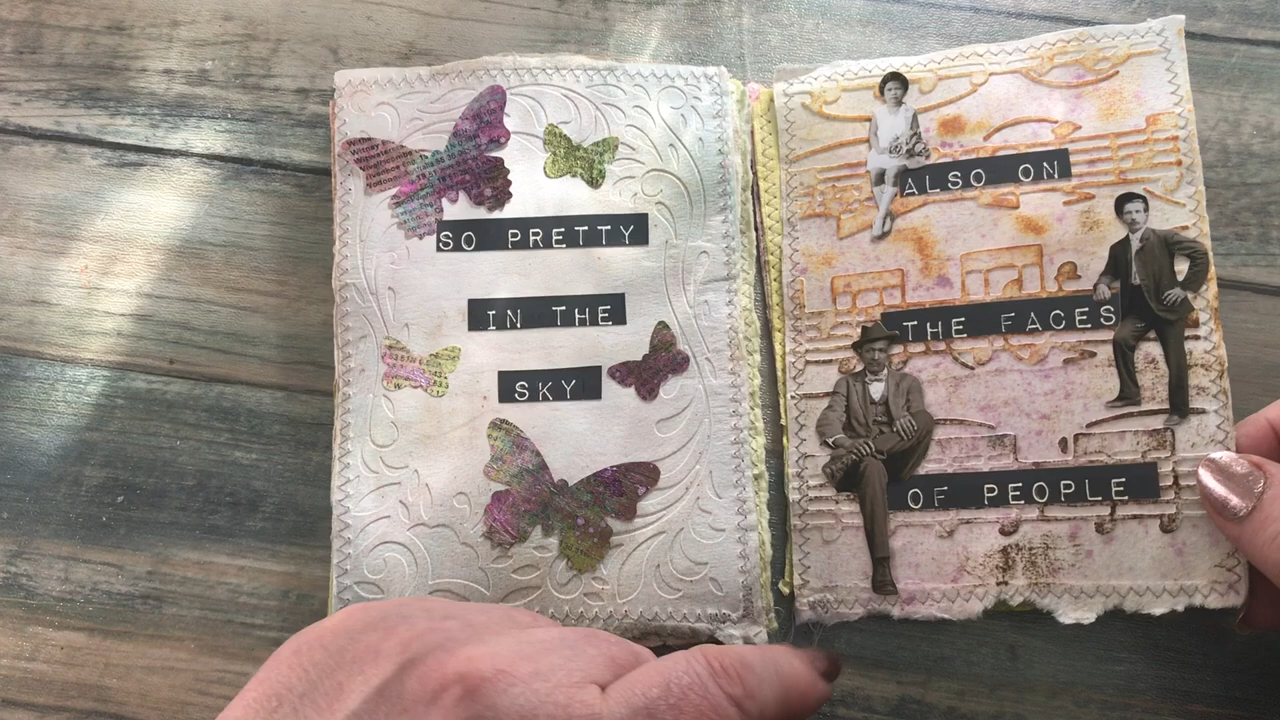 SO PRETTY
IN THE
SKY
ALSO ON
THE FACES
OF PEOPLE